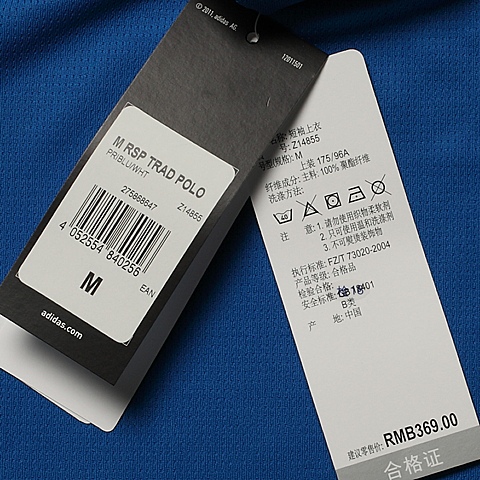 © 2011, adidas AG.
12011501
M RSP TRAD POLO
PRIBLU/WHT
275888647
Z14855
4 052554 840256
EAN
M
adidas.com
名称: 短袖上衣
号: Z14855
号型(规格): M
上装 175/96A
纤维成分: 主料: 100% 聚酯纤维
洗涤方法:
注 意: 1. 请勿使用织物柔软剂
2. 只可使用温和洗涤剂
3. 不可熨烫装饰物
执行标准: FZ/T 73020-2004
产品等级: 合格品
检验合格:
安全标准: 18401
B类
产 地: 中国
建议零售价: RMB369.00
合格证